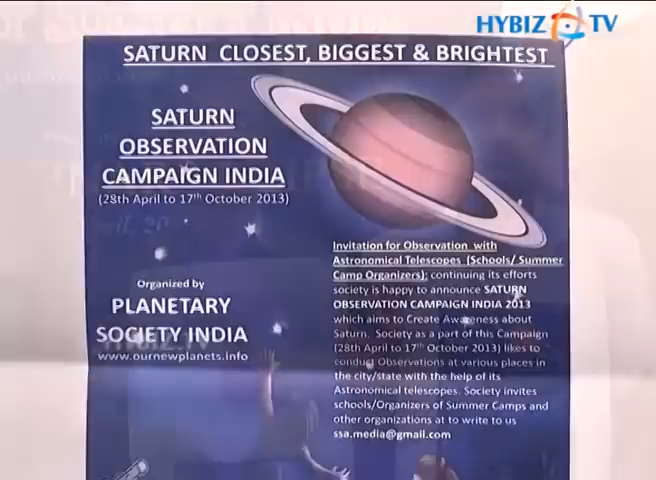 HYBIZ TV
SATURN CLOSEST, BIGGEST & BRIGHTEST
SATURN
OBSERVATION
CAMPAIGN INDIA
(28th April to 17th October 2013)
Organized by
PLANETARY
SOCIETY INDIA
www.ournewplanets.info
Invitation for Observation with
Astronomical Telescopes (Schools/ Summer
Camp Organizers): continuing its efforts
society is happy to announce SATURN
OBSERVATION CAMPAIGN INDIA 2013
which aims to Create Awareness about
Saturn. Society as a part of this Campaign
(28th April to 17th October 2013) likes to
conduct Observations at various places in
the city/state with the help of its
Astronomical telescopes. Society invites
schools/Organizers of Summer Camps and
other organizations at to write to us
ssa.media@gmail.com